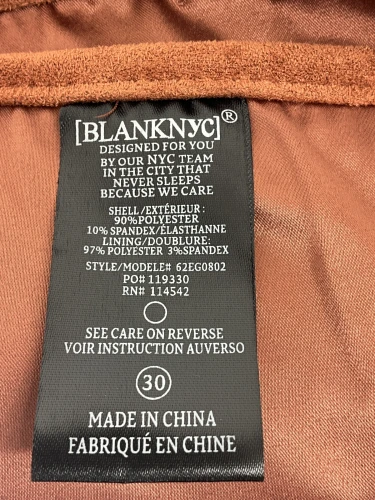 [BLANKNYC]®
DESIGNED FOR YOU
BY OUR NYC TEAM
IN THE CITY THAT
NEVER SLEEPS
BECAUSE WE CARE
SHELL/EXTÉRIEUR:
90%POLYESTER
10% SPANDEX/ÉLASTHANNE
LINING/DOUBLURE:
97% POLYESTER 3%SPANDEX
STYLE/MODELE# 62EG0802
PO# 119330
RN# 114542
SEE CARE ON REVERSE
VOIR INSTRUCTION AUVERSO
30
MADE IN CHINA
FABRIQUÉ EN CHINE